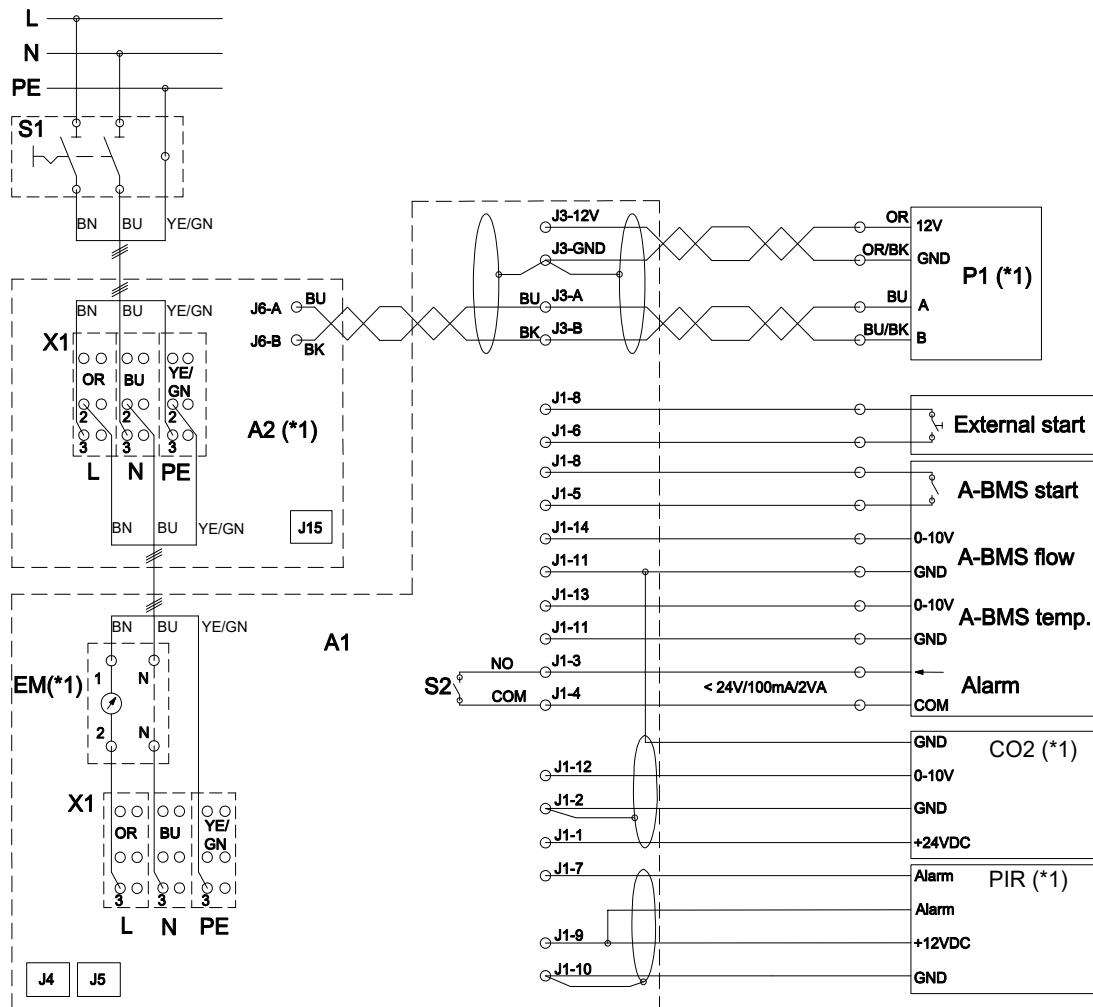 L
N
PE
S1
BN BU YE/GN
BN BU YE/GN
X1
OR BU YE/
GN
2 2 2
3 3 3
L N PE
A2 (*1)
J6-A BU
J6-B BK
BN BU YE/GN
J15
BN BU YE/GN
A1
EM(*1)
1 N
2 N
X1
OR BU YE/
GN
3 3 3
L N PE
J4 J5
J3-12V OR 12V
J3-GND OR/BK GND
P1 (*1)
BU J3-A BU A
BK J3-B BU/BK B
J1-8
External start
J1-6
J1-8
A-BMS start
J1-5
J1-14 0-10V
A-BMS flow
J1-11 GND
J1-13 0-10V
A-BMS temp.
J1-11 GND
S2
NO J1-3
Alarm
< 24V/100mA/2VA
COM J1-4 COM
GND
CO2 (*1)
J1-12 0-10V
J1-2 GND
J1-1 +24VDC
J1-7 Alarm
PIR (*1)
Alarm
J1-9 +12VDC
J1-10 GND